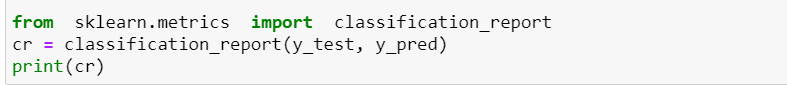 from  sklearn.metrics  import  classification_report
cr = classification_report(y_test, y_pred)
print(cr)